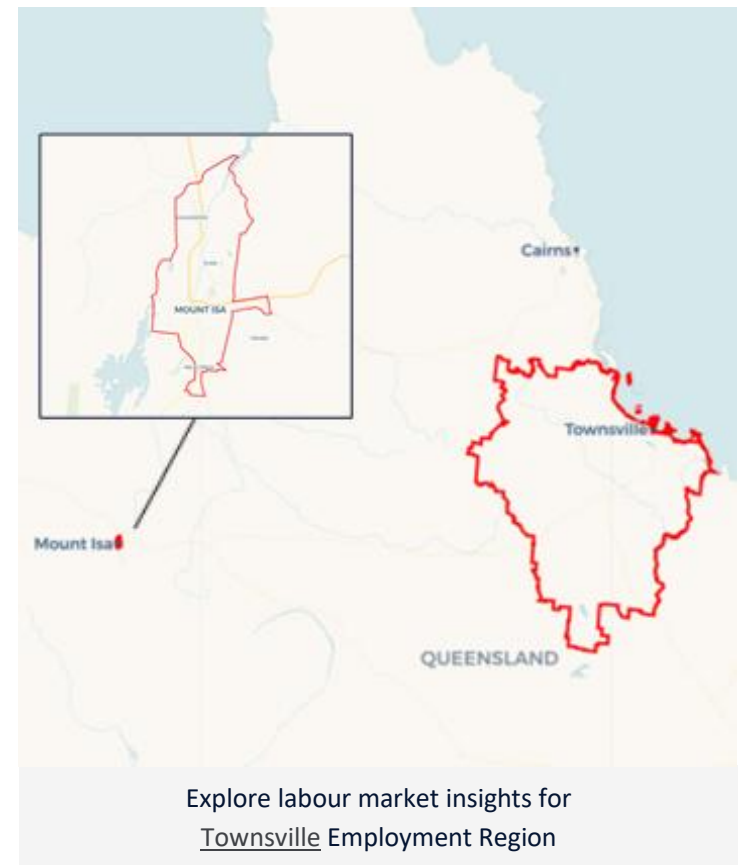 Cairns
MOUNT ISA
Townsville
Mount Isa
QUEENSLAND
Explore labour market insights for
Townsville Employment Region